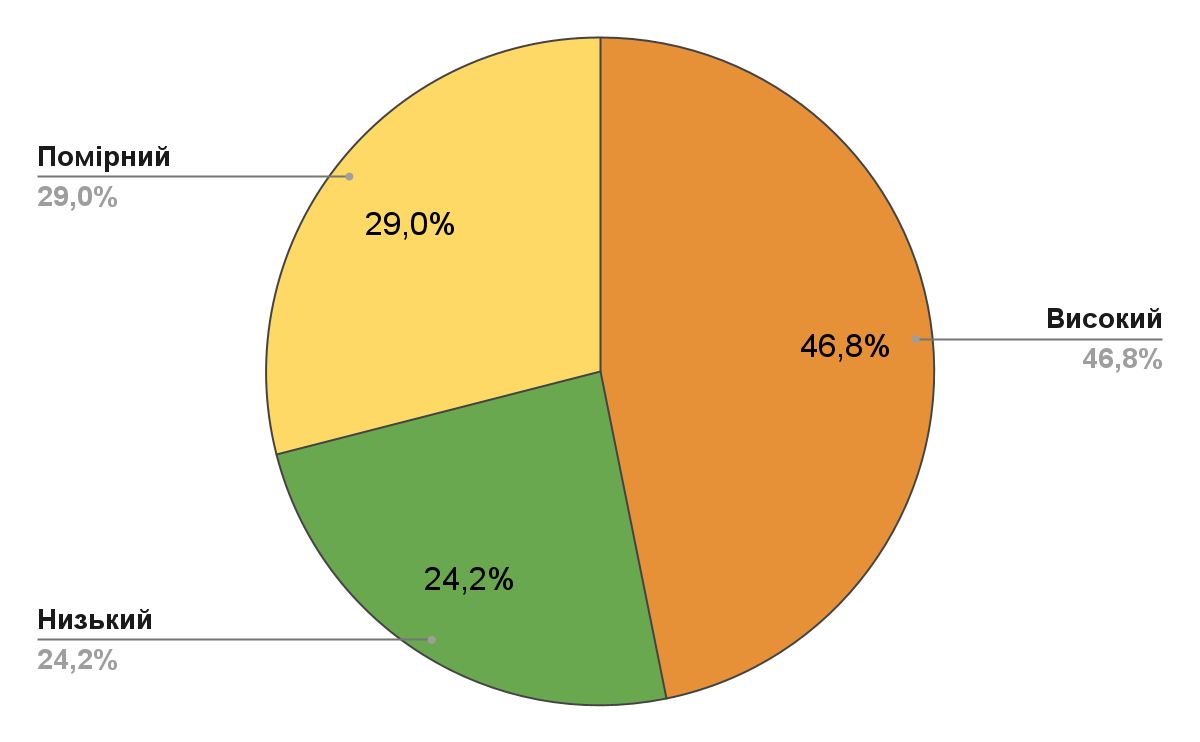 Помірний
29,0%
29,0%
Високий
46,8%
46,8%
24,2%
Низький
24,2%